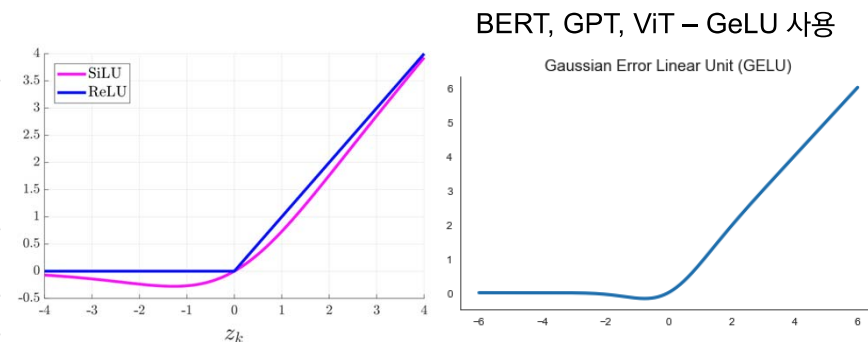 BERT, GPT, ViT – GeLU 사용
4
3.5
3
2.5
2
1.5
1
0.5
0
-0.5
SiLU
ReLU
-4 -3 -2 -1 0 1 2 3 4
z_k
Gaussian Error Linear Unit (GELU)
6
5
4
3
2
1
0
−6 −4 −2 0 2 4 6